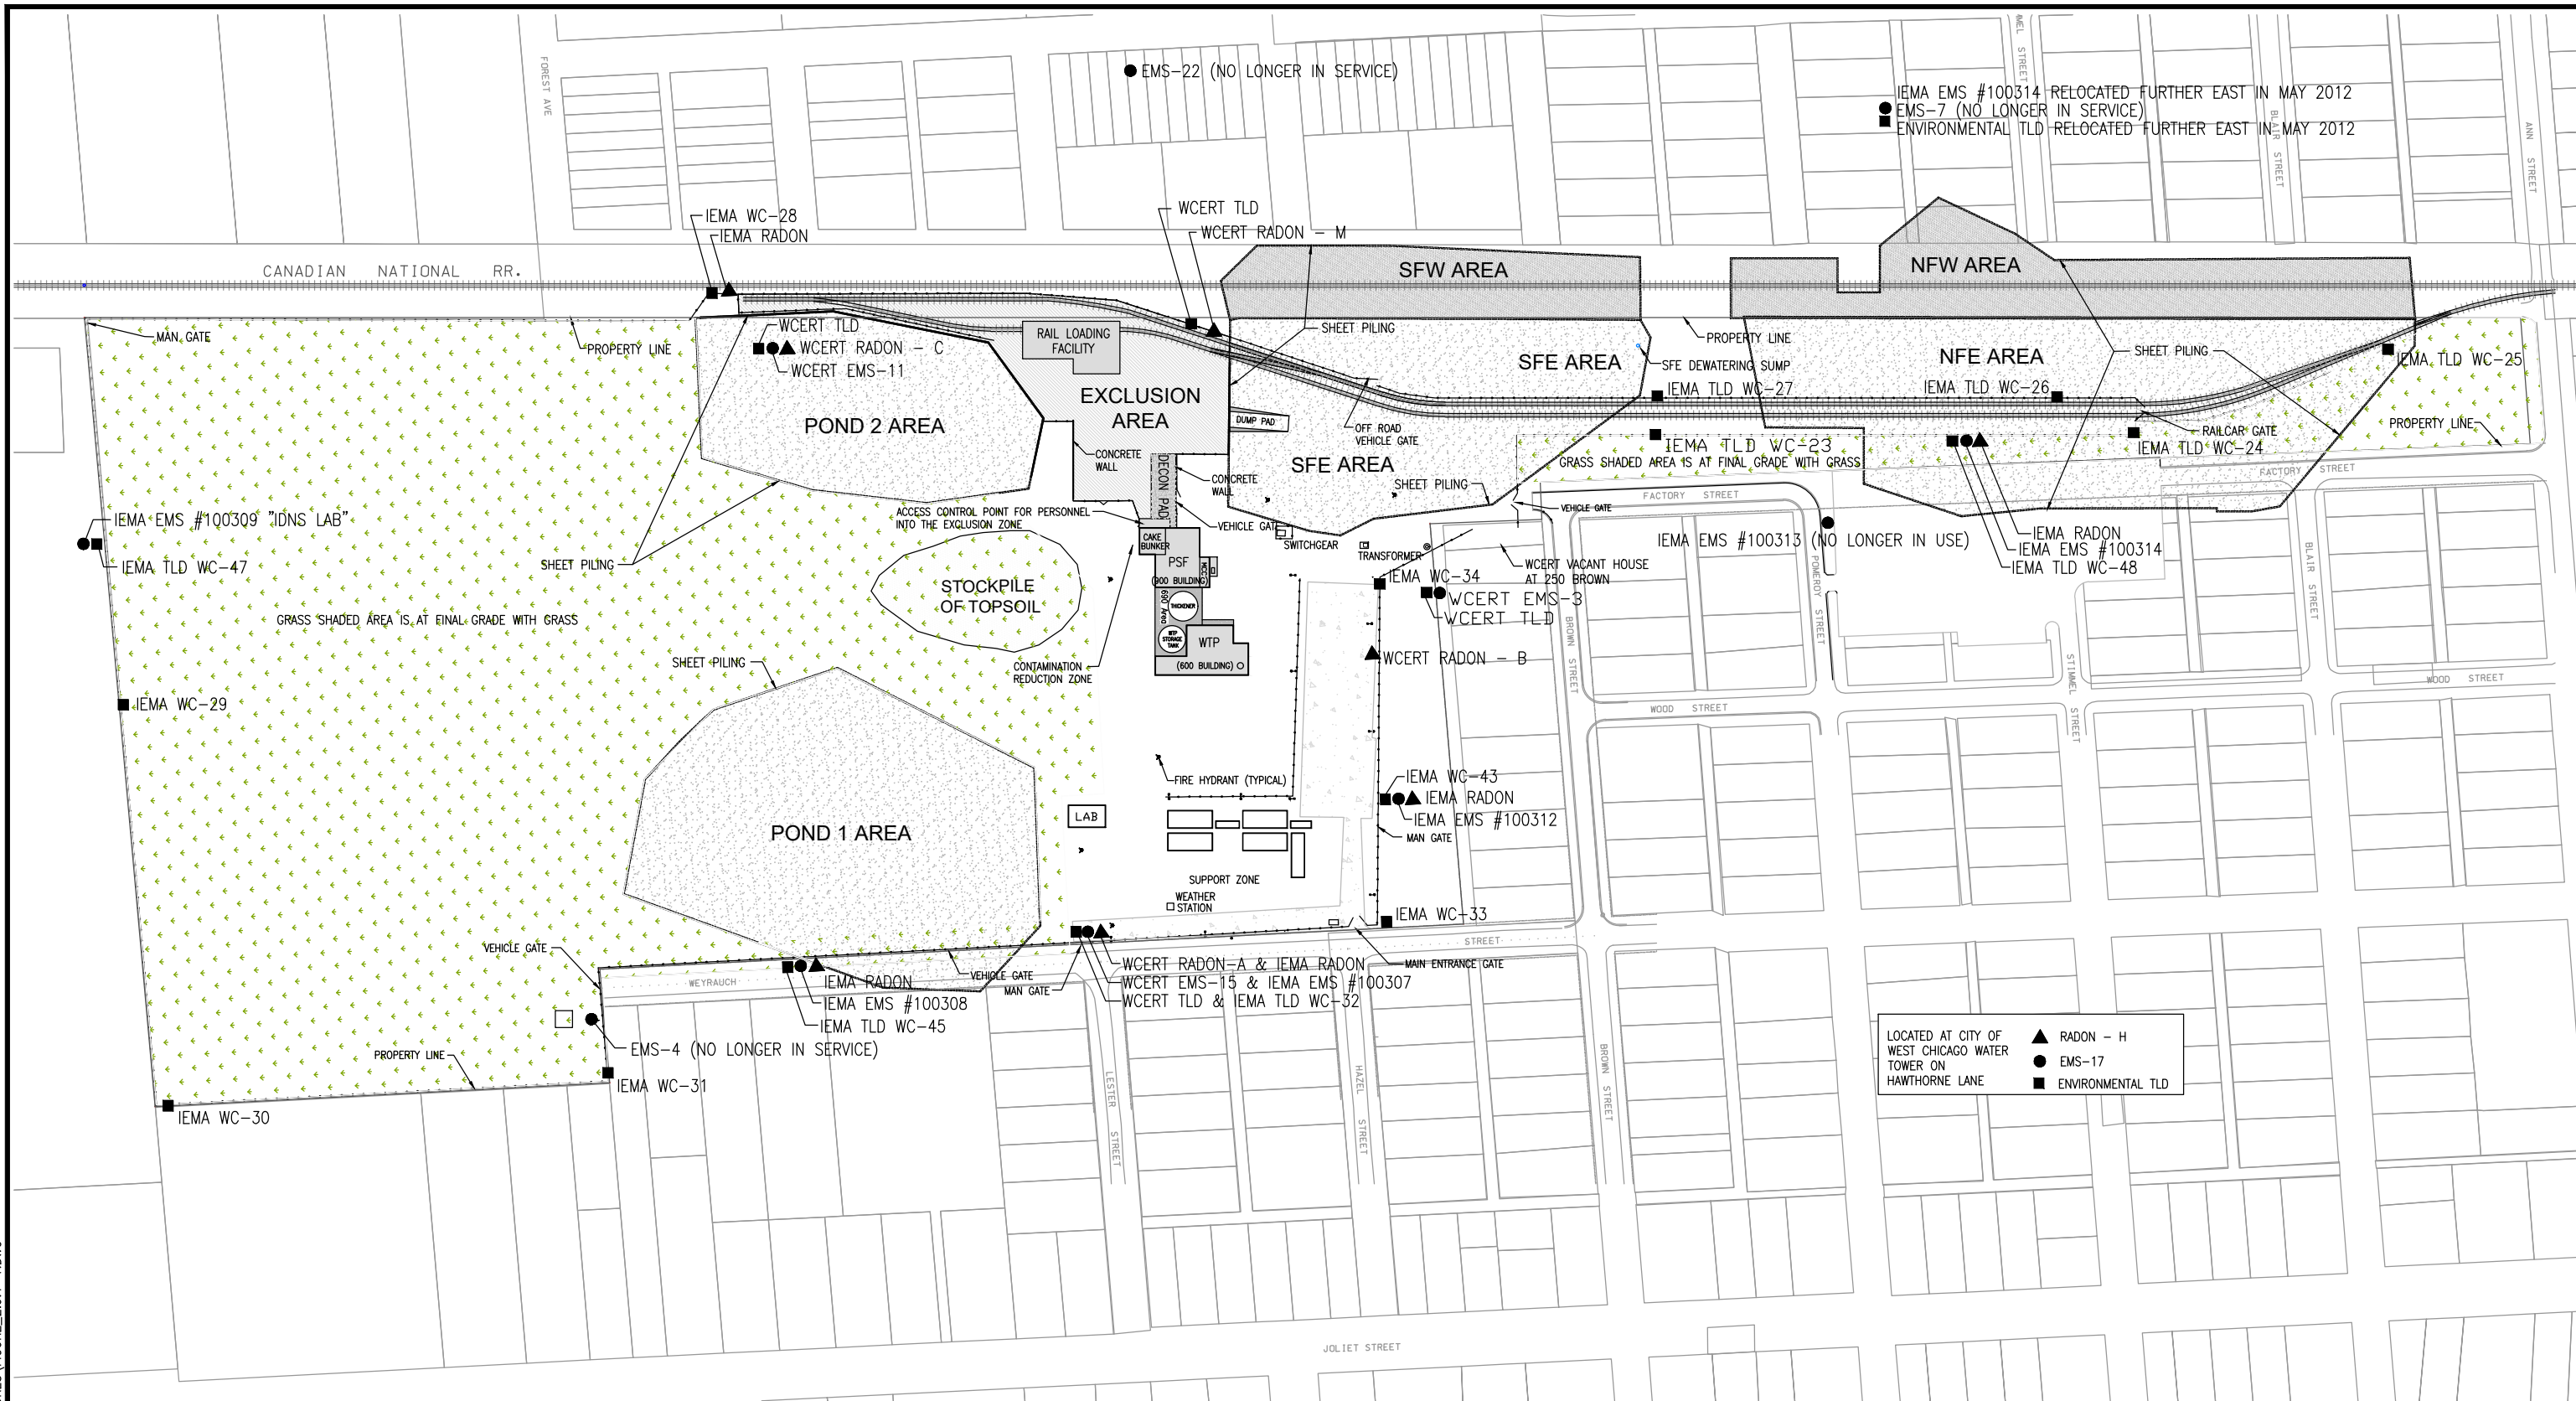 EMS-22 (NO LONGER IN SERVICE)
FOREST AVE
STREET
BLAIR STREET
ANN STREET
IEMA EMS #100314 RELOCATED FURTHER EAST IN MAY 2012
EMS-7 (NO LONGER IN SERVICE)
ENVIRONMENTAL TLD RELOCATED FURTHER EAST IN MAY 2012
IEMA WC-28
IEMA RADON
WCERT TLD
WCERT RADON - M
CANADIAN NATIONAL RR.
SFW AREA
NFW AREA
MAN GATE
PROPERTY LINE
WCERT TLD
WCERT RADON - C
WCERT EMS-11
RAIL LOADING
FACILITY
SHEET PILING
PROPERTY LINE
SFE AREA
SFE DEWATERING SUMP
NFE AREA
SHEET PILING
IEMA TLD WC-25
EXCLUSION
AREA
IEMA TLD WC-27
IEMA TLD WC-26
POND 2 AREA
DUMP PAD
OFF ROAD
VEHICLE GATE
RAILCAR GATE
PROPERTY LINE
IEMA TLD WC-23
IEMA TLD WC-24
CONCRETE
WALL
SFE AREA
GRASS SHADED AREA IS AT FINAL GRADE WITH GRASS
FACTORY STREET
DECON PAD
CONCRETE
WALL
SHEET PILING
FACTORY STREET
VEHICLE GATE
ACCESS CONTROL POINT FOR PERSONNEL
INTO THE EXCLUSION ZONE
VEHICLE GATE
IEMA EMS #100309 "IDNS LAB"
IEMA TLD WC-47
SHEET PILING
CAKE
BUNKER
SWITCHGEAR
TRANSFORMER
IEMA EMS #100313 (NO LONGER IN USE)
IEMA RADON
IEMA EMS #100314
IEMA TLD WC-48
PSF
MCC
(900 BUILDING)
WCERT VACANT HOUSE
AT 250 BROWN
IEMA WC-34
WCERT EMS-3
WCERT TLD
STOCKPILE
OF TOPSOIL
690 Area
THICKENER
WTP
STORAGE
TANK
WTP
(600 BUILDING)
GRASS SHADED AREA IS AT FINAL GRADE WITH GRASS
BROWN STREET
POMEROY STREET
STIMMEL STREET
BLAIR STREET
WCERT RADON - B
SHEET PILING
CONTAMINATION
REDUCTION ZONE
WOOD STREET
WOOD STREET
IEMA WC-29
FIRE HYDRANT (TYPICAL)
IEMA WC-43
IEMA RADON
IEMA EMS #100312
MAN GATE
LAB
POND 1 AREA
SUPPORT ZONE
WEATHER
STATION
IEMA WC-33
VEHICLE GATE
STREET
WEYRAUCH
VEHICLE GATE
MAN GATE
WCERT RADON-A & IEMA RADON
WCERT EMS-15 & IEMA EMS #100307
WCERT TLD & IEMA TLD WC-32
MAIN ENTRANCE GATE
IEMA RADON
IEMA EMS #100308
IEMA TLD WC-45
EMS-4 (NO LONGER IN SERVICE)
PROPERTY LINE
IEMA WC-31
IEMA WC-30
LESTER STREET
HAZEL STREET
BROWN STREET
LOCATED AT CITY OF
WEST CHICAGO WATER
TOWER ON
HAWTHORNE LANE
RADON - H
EMS-17
ENVIRONMENTAL TLD
JOLIET STREET